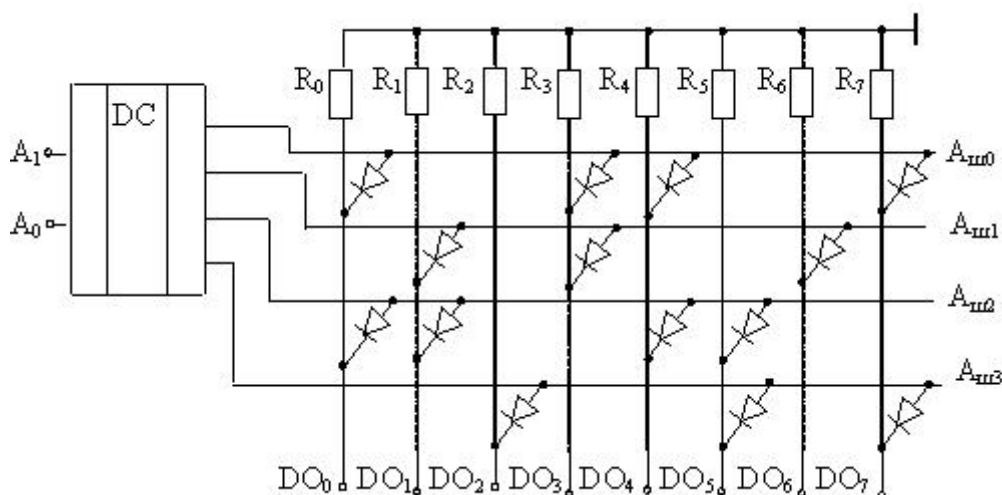 R₀ R₁ R₂ R₃ R₄ R₅ R₆ R₇
DC
A₁
Aш0
A₀
Aш1
Aш2
Aш3
DO₀ DO₁ DO₂ DO₃ DO₄ DO₅ DO₆ DO₇